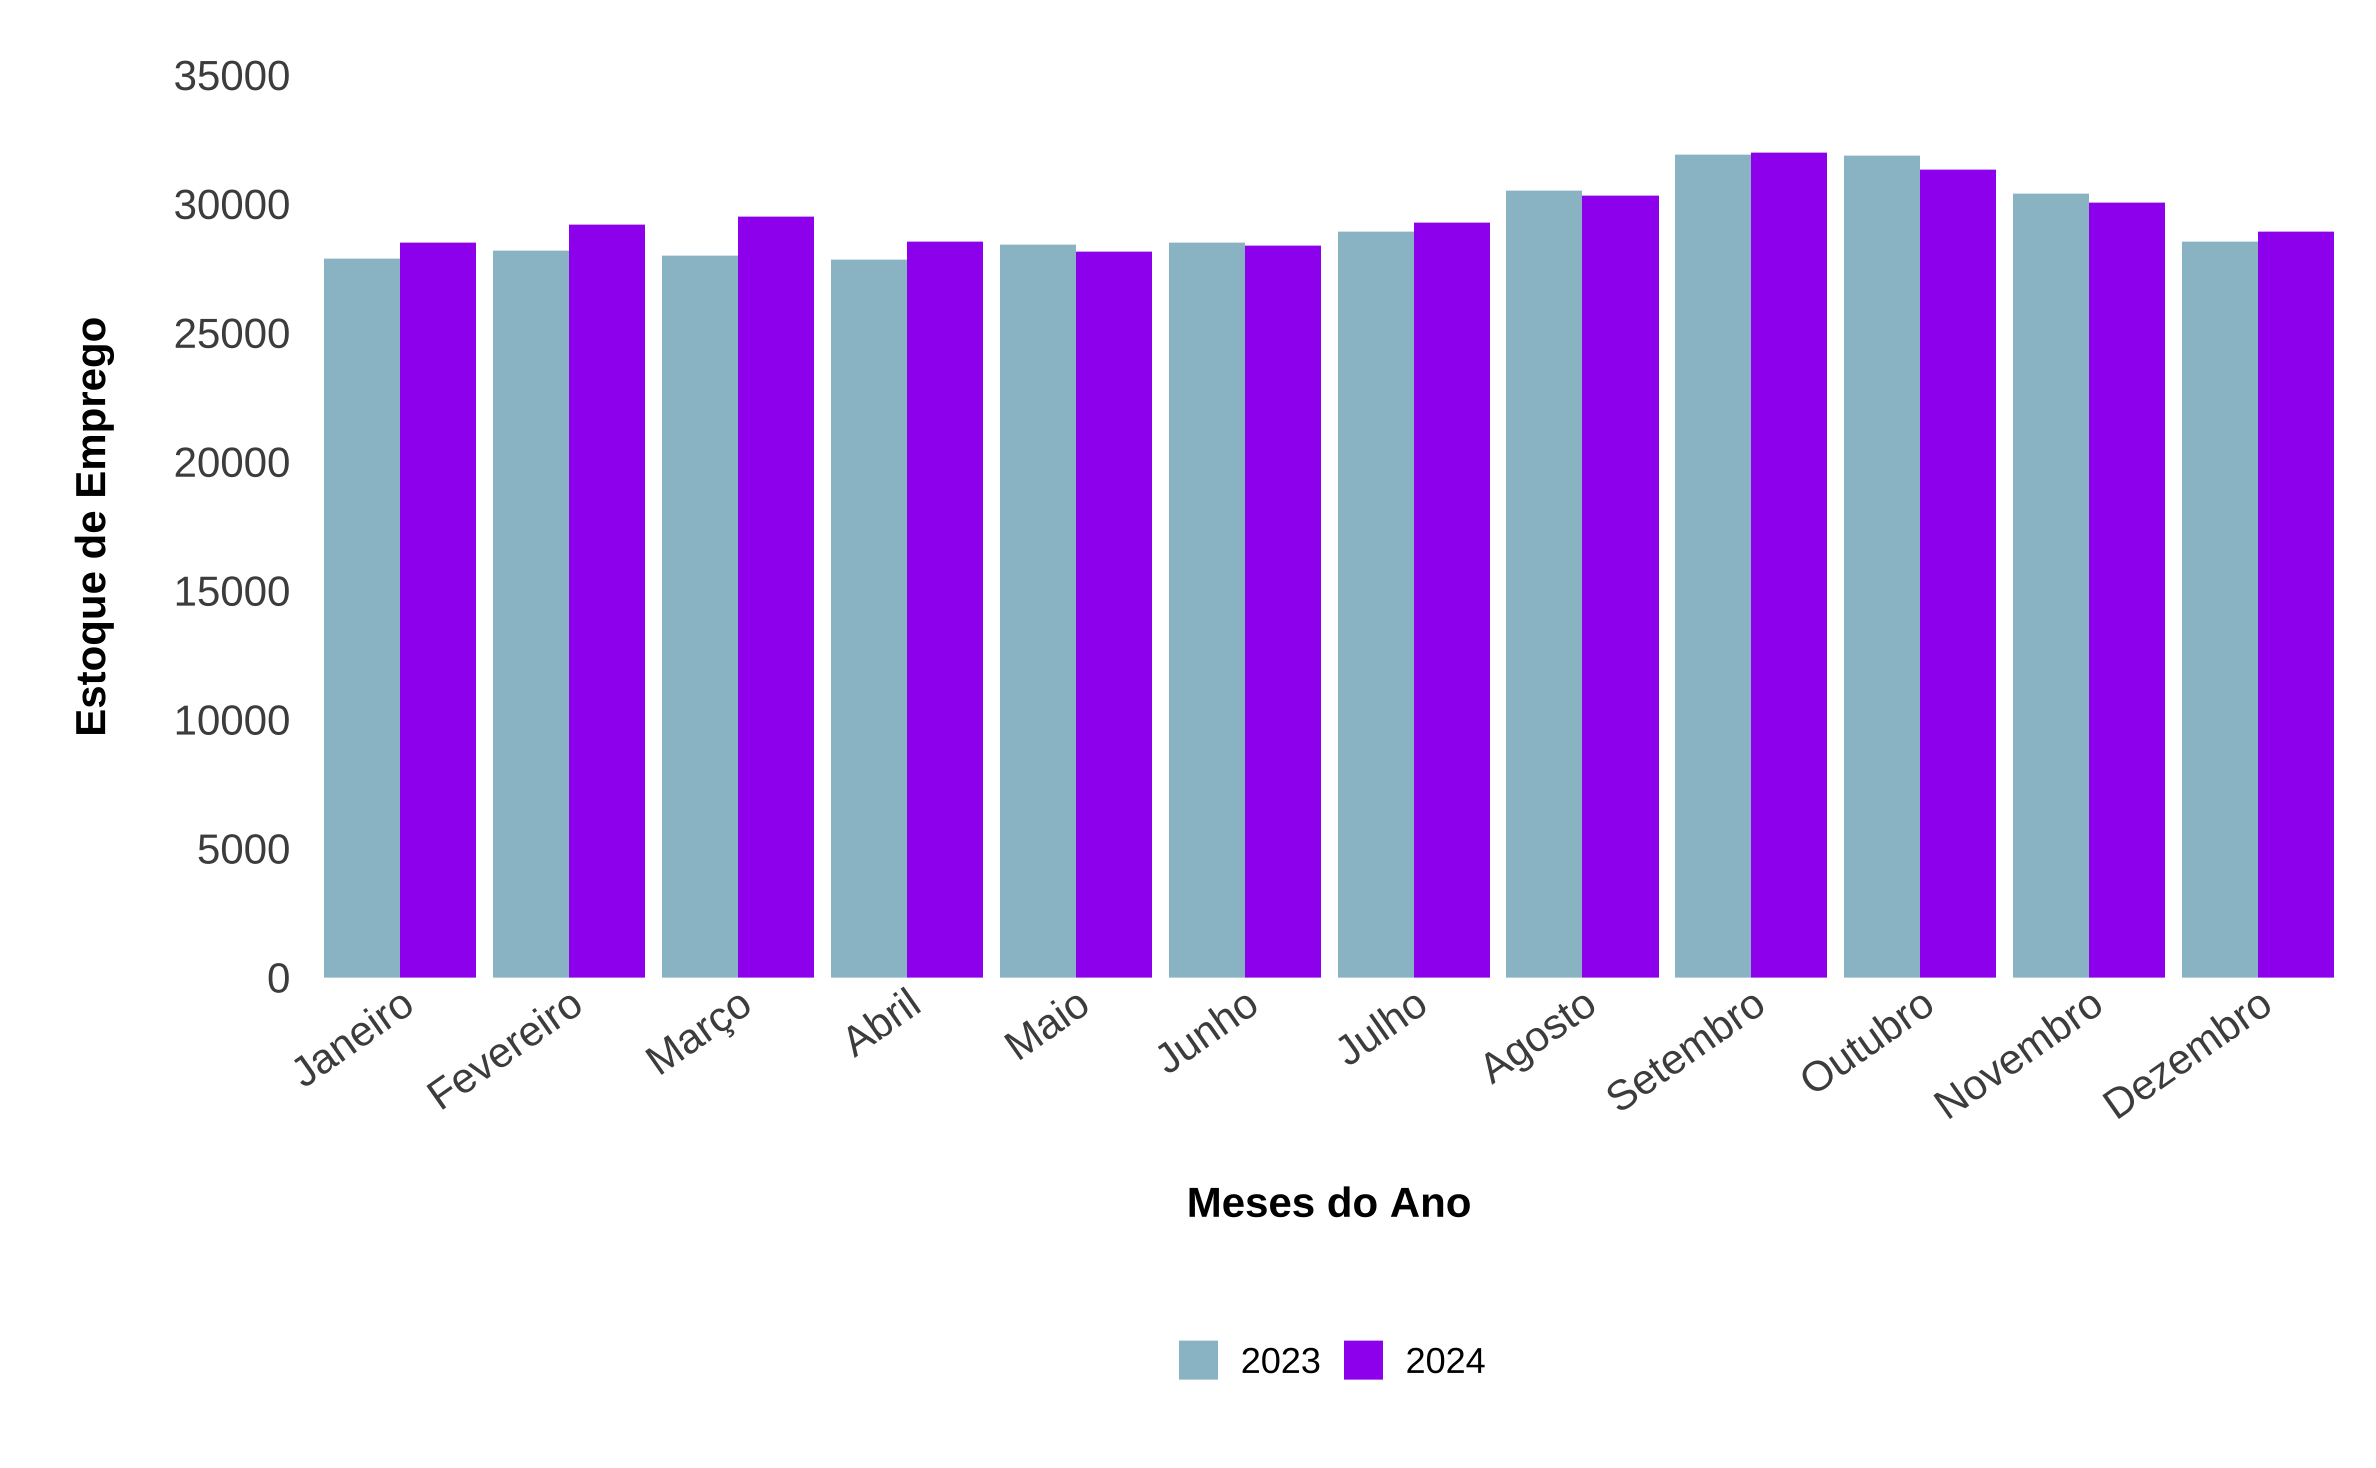 35000
30000
25000
20000
15000
10000
5000
0
Estoque de Emprego
Janeiro
Fevereiro
Março
Abril
Maio
Junho
Julho
Agosto
Setembro
Outubro
Novembro
Dezembro
Meses do Ano
2023 2024